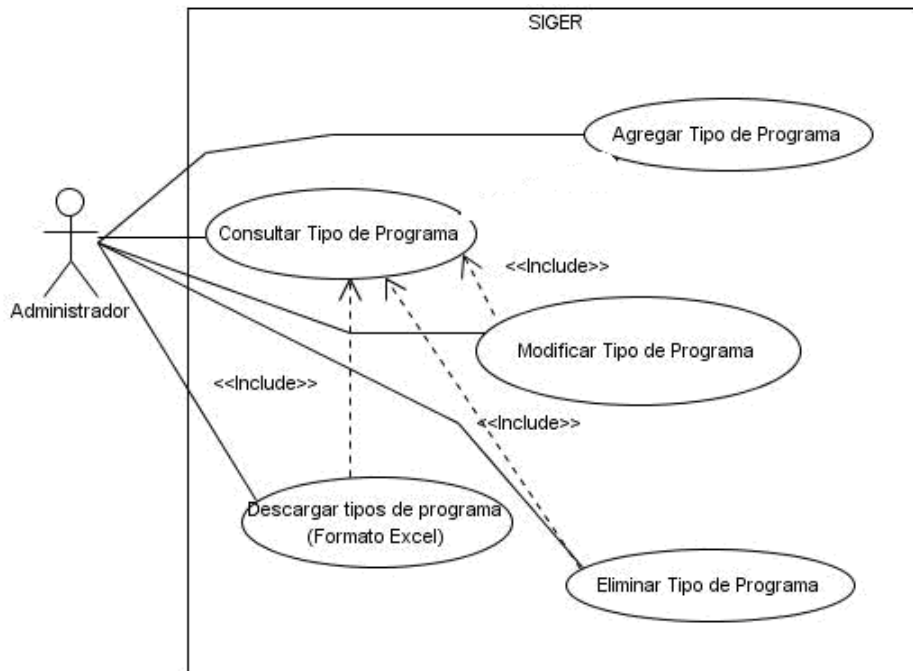 SIGER
Agregar Tipo de Programa
Consultar Tipo de Programa
<<Include>>
Administrador
Modificar Tipo de Programa
<<Include>>
<<Include>>
Descargar tipos de programa
(Formato Excel)
Eliminar Tipo de Programa